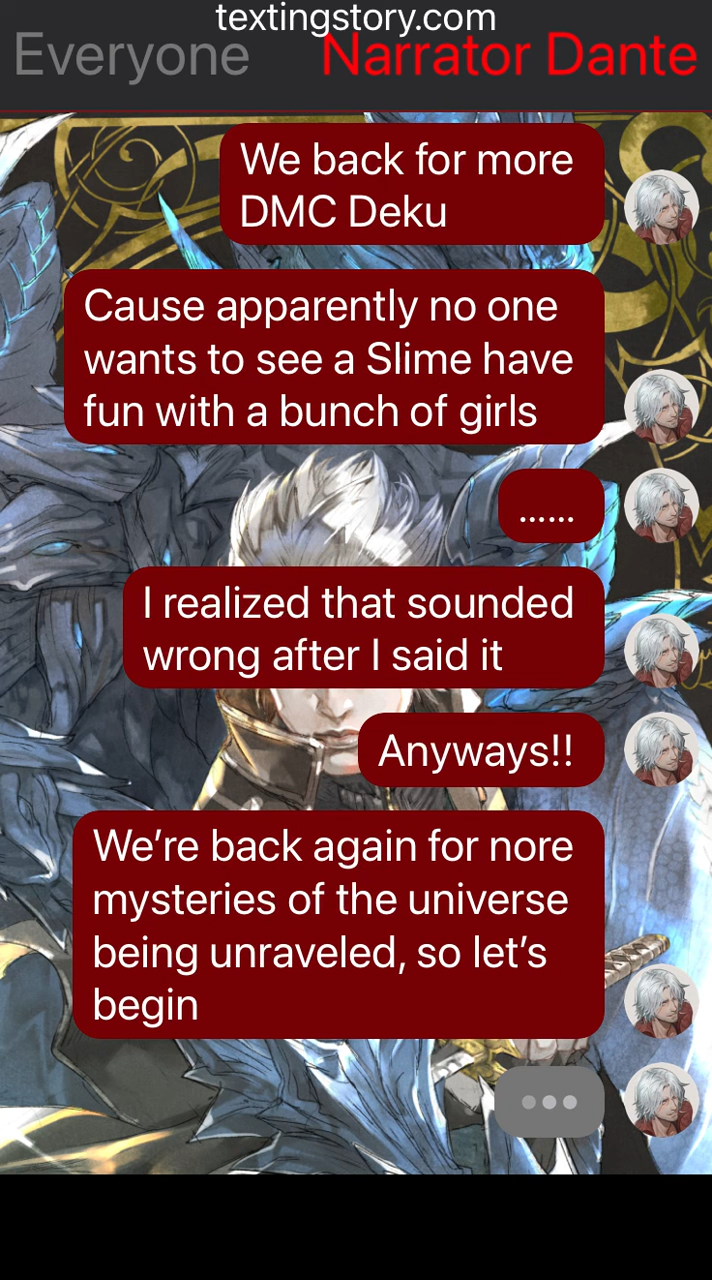 textingstory.com
Everyone Narrator Dante
We back for more
DMC Deku
Cause apparently no one
wants to see a Slime have
fun with a bunch of girls
......
I realized that sounded
wrong after I said it
Anyways!!
We’re back again for nore
mysteries of the universe
being unraveled, so let’s
begin